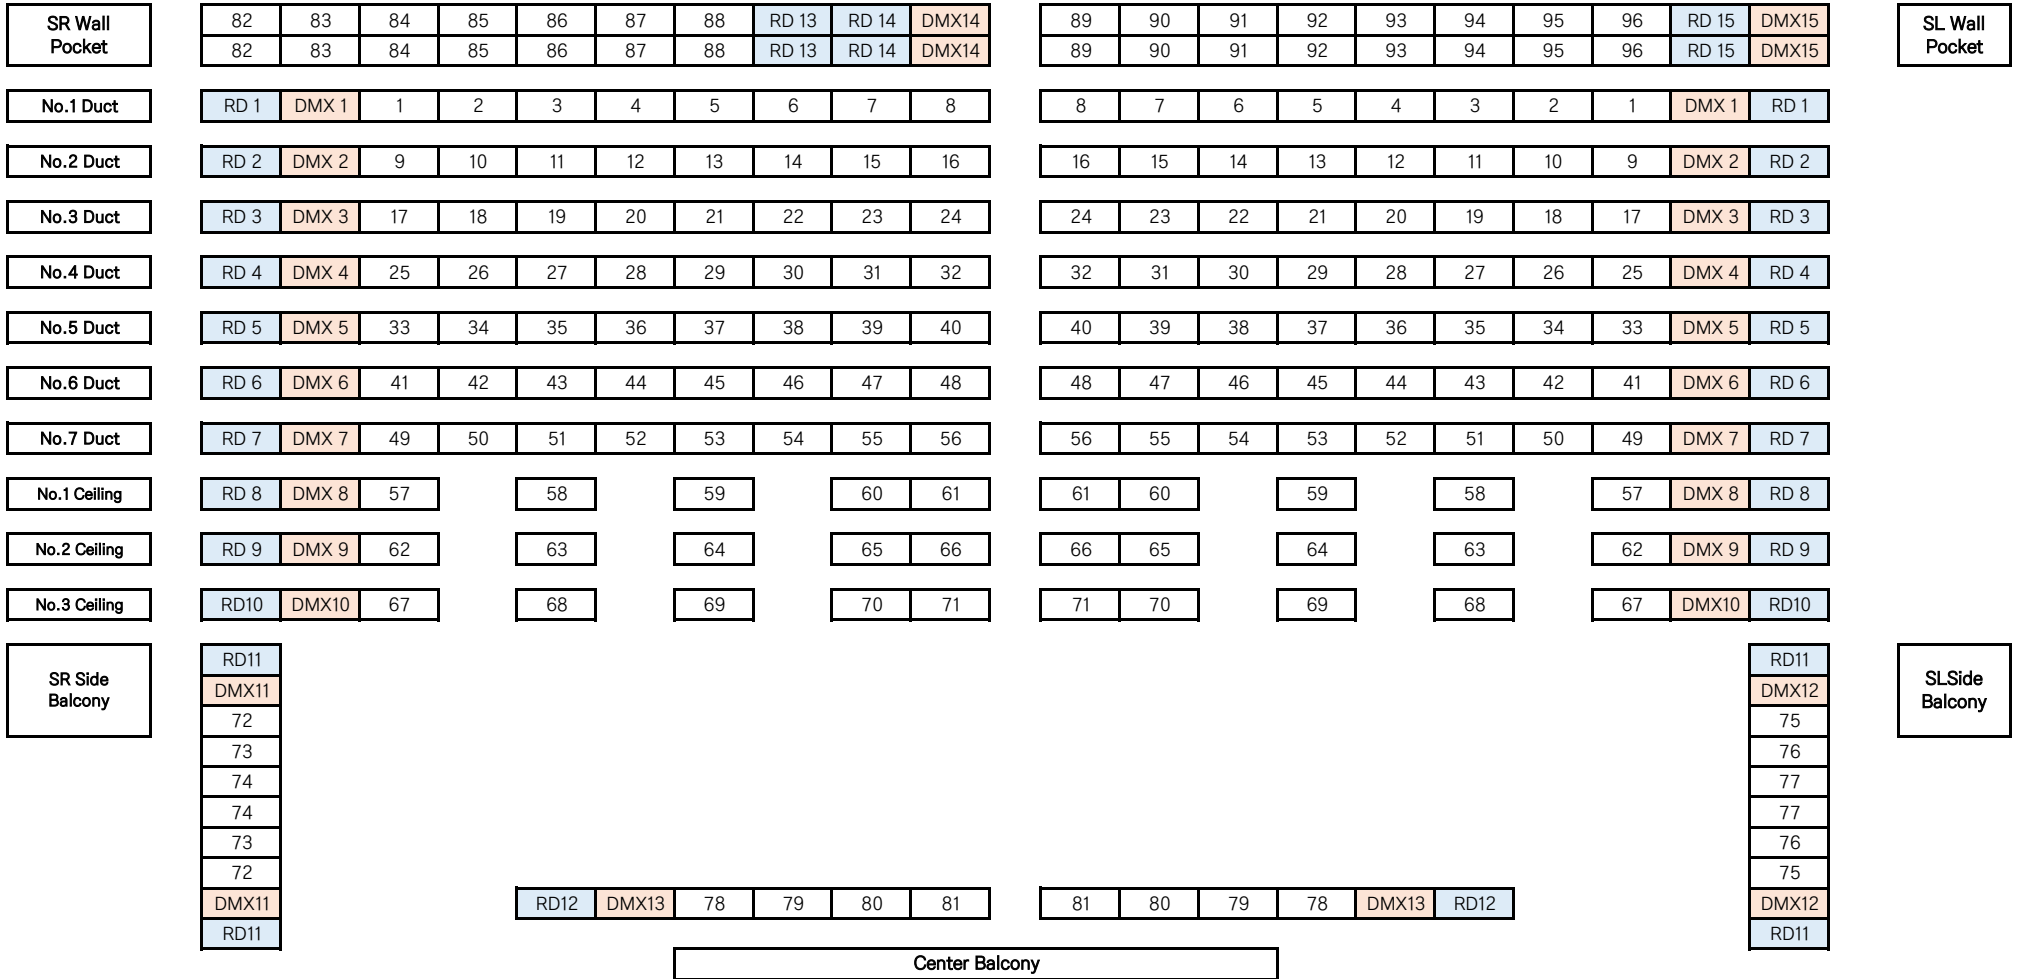 SR Wall Pocket 82 83 84 85 86 87 88 RD 13 RD 14 DMX14 89 90 91 92 93 94 95 96 RD 15 DMX15 SL Wall Pocket
82 83 84 85 86 87 88 RD 13 RD 14 DMX14 89 90 91 92 93 94 95 96 RD 15 DMX15
No.1 Duct RD 1 DMX 1 1 2 3 4 5 6 7 8 8 7 6 5 4 3 2 1 DMX 1 RD 1
No.2 Duct RD 2 DMX 2 9 10 11 12 13 14 15 16 16 15 14 13 12 11 10 9 DMX 2 RD 2
No.3 Duct RD 3 DMX 3 17 18 19 20 21 22 23 24 24 23 22 21 20 19 18 17 DMX 3 RD 3
No.4 Duct RD 4 DMX 4 25 26 27 28 29 30 31 32 32 31 30 29 28 27 26 25 DMX 4 RD 4
No.5 Duct RD 5 DMX 5 33 34 35 36 37 38 39 40 40 39 38 37 36 35 34 33 DMX 5 RD 5
No.6 Duct RD 6 DMX 6 41 42 43 44 45 46 47 48 48 47 46 45 44 43 42 41 DMX 6 RD 6
No.7 Duct RD 7 DMX 7 49 50 51 52 53 54 55 56 56 55 54 53 52 51 50 49 DMX 7 RD 7
No.1 Ceiling RD 8 DMX 8 57 58 59 60 61 61 60 59 58 57 DMX 8 RD 8
No.2 Ceiling RD 9 DMX 9 62 63 64 65 66 66 65 64 63 62 DMX 9 RD 9
No.3 Ceiling RD10 DMX10 67 68 69 70 71 71 70 69 68 67 DMX10 RD10
SR Side Balcony RD11 RD11 SLSide Balcony
DMX11 DMX12
72 75
73 76
74 77
74 77
73 76
72 75
DMX11 RD12 DMX13 78 79 80 81 81 80 79 78 DMX13 RD12 DMX12
RD11 RD11
Center Balcony